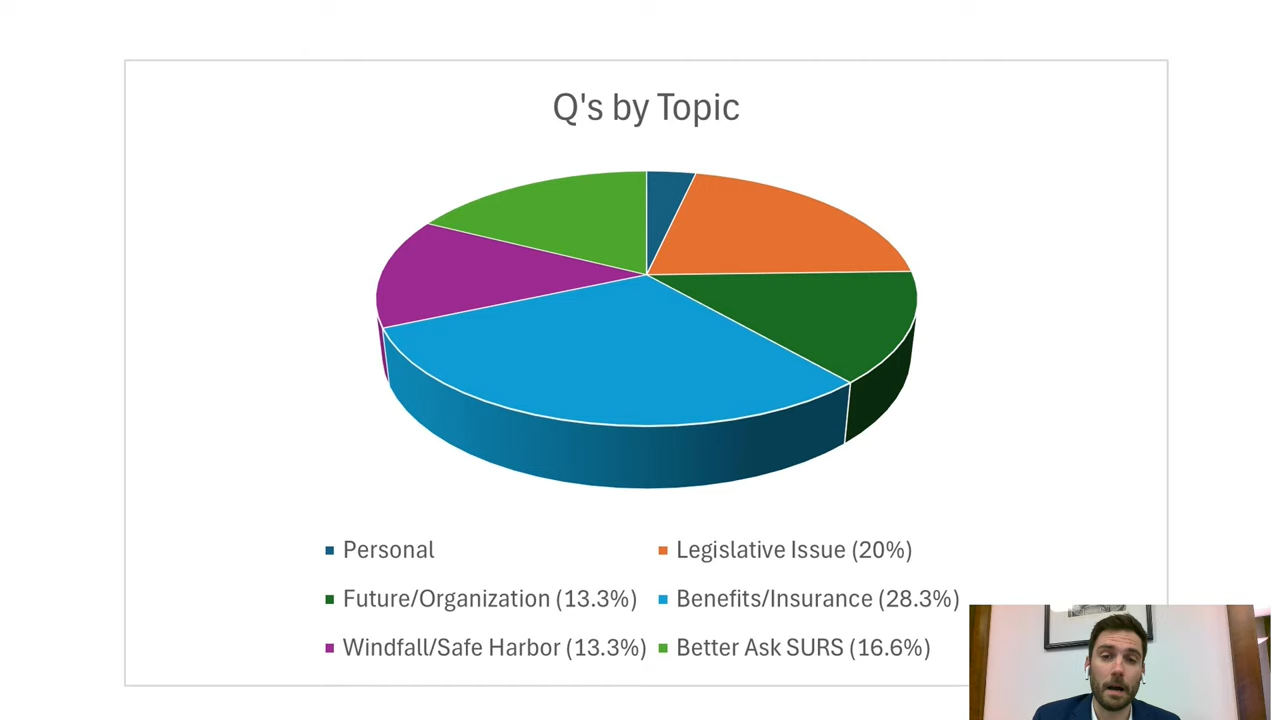 Q's by Topic
Personal
Legislative Issue (20%)
Future/Organization (13.3%)
Benefits/Insurance (28.3%)
Windfall/Safe Harbor (13.3%)
Better Ask SURS (16.6%)